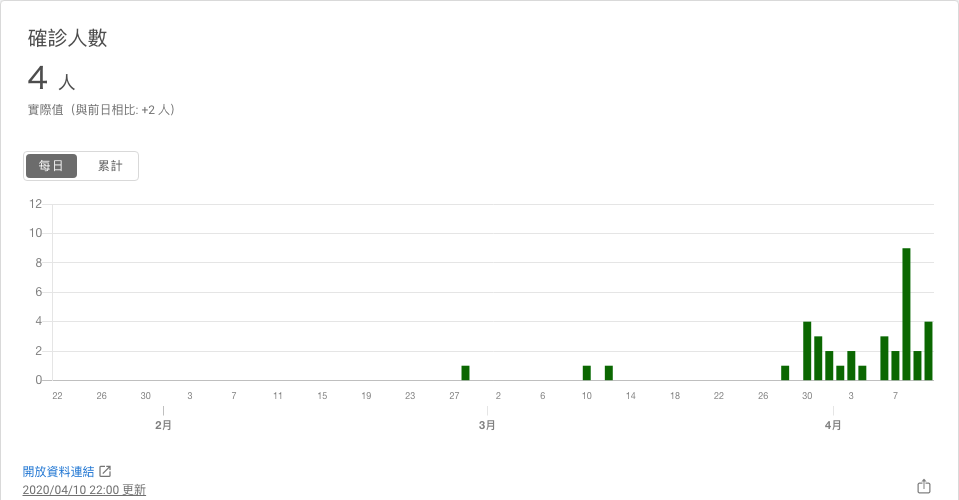 確診人數
4 人
實際值（與前日相比: +2 人）
每日 累計
12
10
8
6
4
2
0
22 26 30 3 7 11 15 19 23 27 2 6 10 14 18 22 26 30 3 7
2月 3月 4月
開放資料連結
2020/04/10 22:00 更新